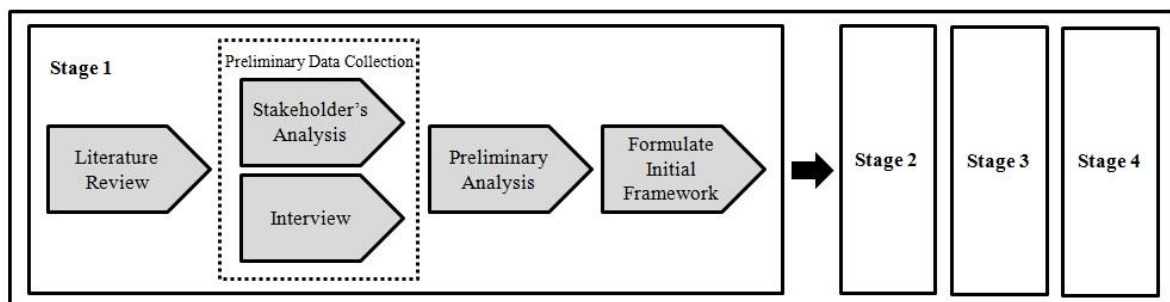 Stage 1
Literature
Review
Preliminary Data Collection
Stakeholder's
Analysis
Interview
Preliminary
Analysis
Formulate
Initial
Framework
Stage 2
Stage 3
Stage 4